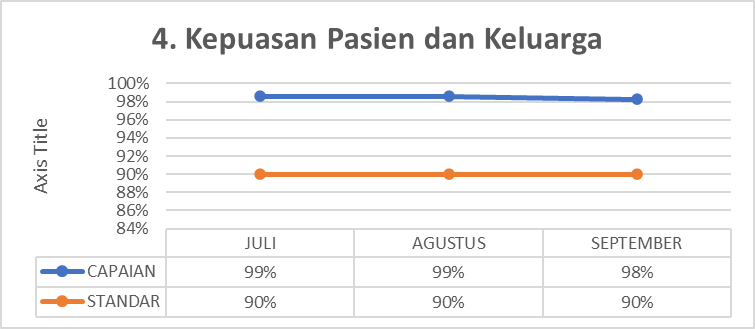 4. Kepuasan Pasien dan Keluarga
Axis Title
100%
98%
96%
94%
92%
90%
88%
86%
84%
JULI AGUSTUS SEPTEMBER
CAPAIAN 99% 99% 98%
STANDAR 90% 90% 90%